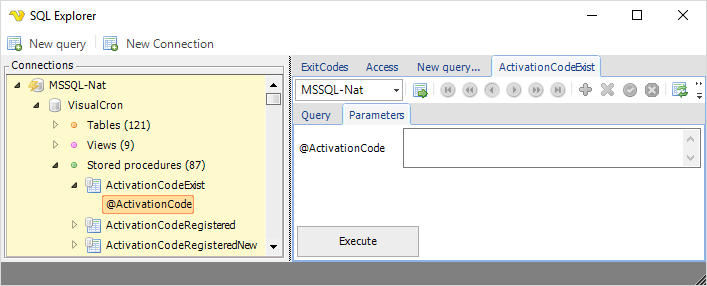 SQL Explorer
New query
New Connection
Connections
MSSQL-Nat
VisualCron
Tables (121)
Views (9)
Stored procedures (87)
ActivationCodeExist
@ActivationCode
ActivationCodeRegistered
ActivationCodeRegisteredNew
ExitCodes Access New query... ActivationCodeExist
MSSQL-Nat
Query Parameters
@ActivationCode
Execute